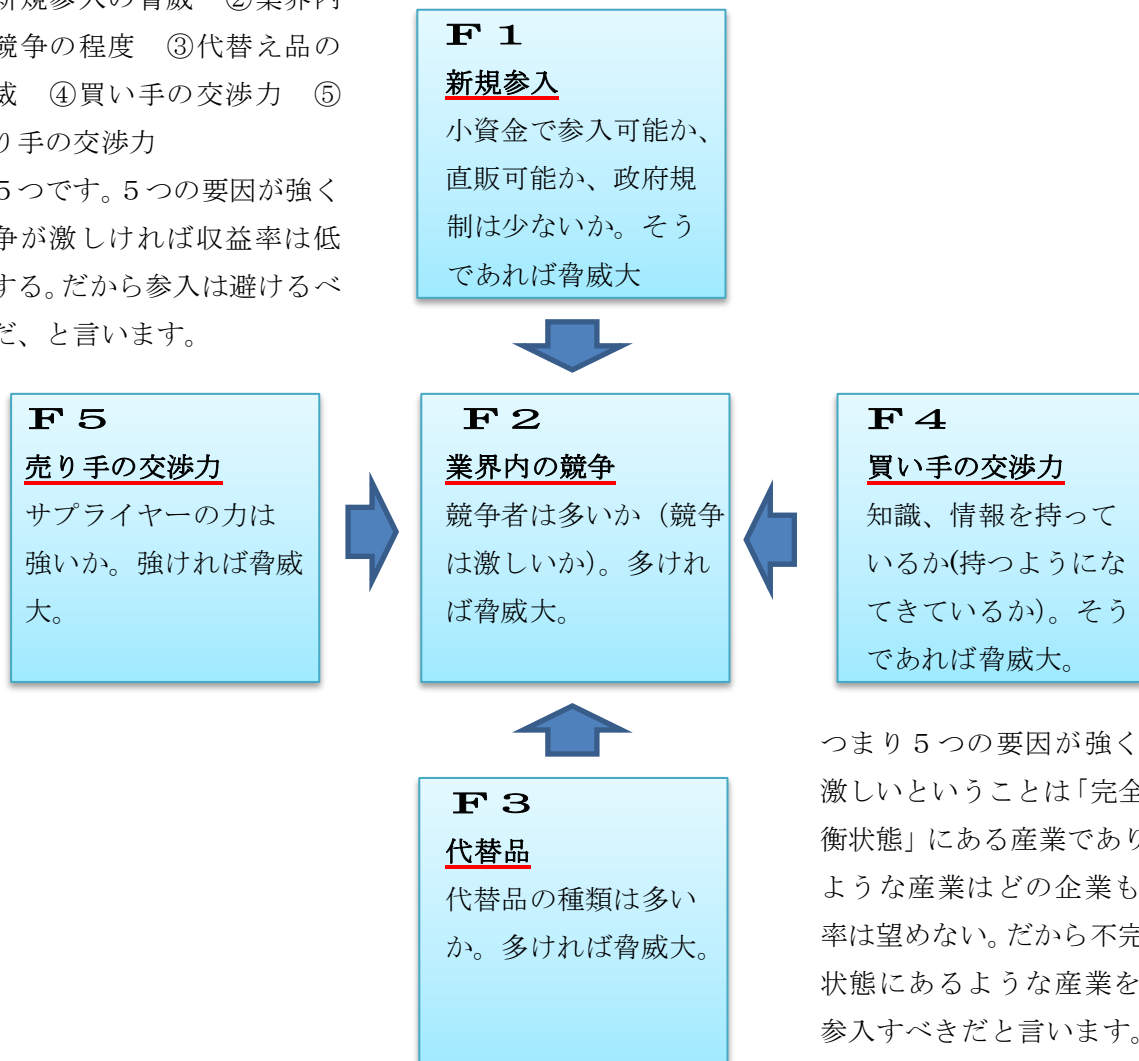 新規参入の脅威　②業界内
競争の程度　③代替え品の
威　④買い手の交渉力　⑤
り手の交渉力
５つです。５つの要因が強く
争が激しければ収益率は低
する。だから参入は避けるべ
だ、と言います。
Ｆ１
新規参入
小資金で参入可能か、
直販可能か、政府規
制は少ないか。そう
であれば脅威大
Ｆ５
売り手の交渉力
サプライヤーの力は
強いか。強ければ脅威
大。
Ｆ２
業界内の競争
競争者は多いか（競争
は激しいか）。多けれ
ば脅威大。
Ｆ４
買い手の交渉力
知識、情報を持って
いるか(持つようにな
てきているか)。そう
であれば脅威大。
Ｆ３
代替品
代替品の種類は多い
か。多ければ脅威大。
つまり５つの要因が強く
激しいということは「完全
衡状態」にある産業であり
ような産業はどの企業も
率は望めない。だから不完
状態にあるような産業を
参入すべきだと言います。